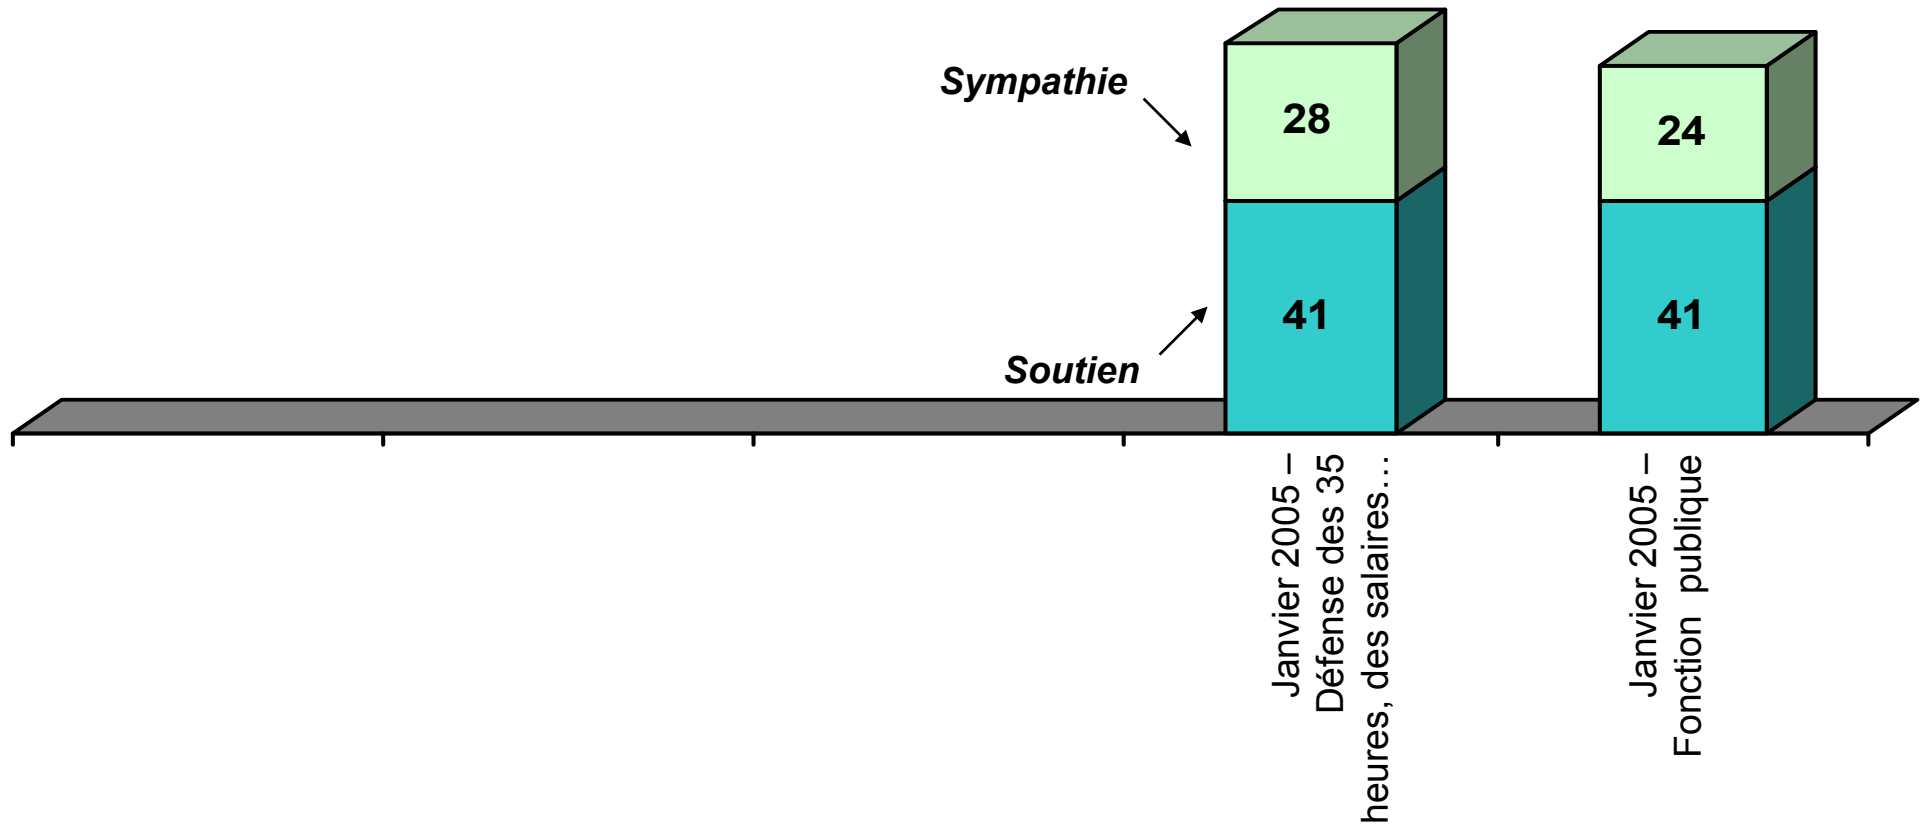 Sympathie
28
24
41
41
Soutien
Janvier 2005 –
Défense des 35
heures, des salaires…
Janvier 2005 –
Fonction publique